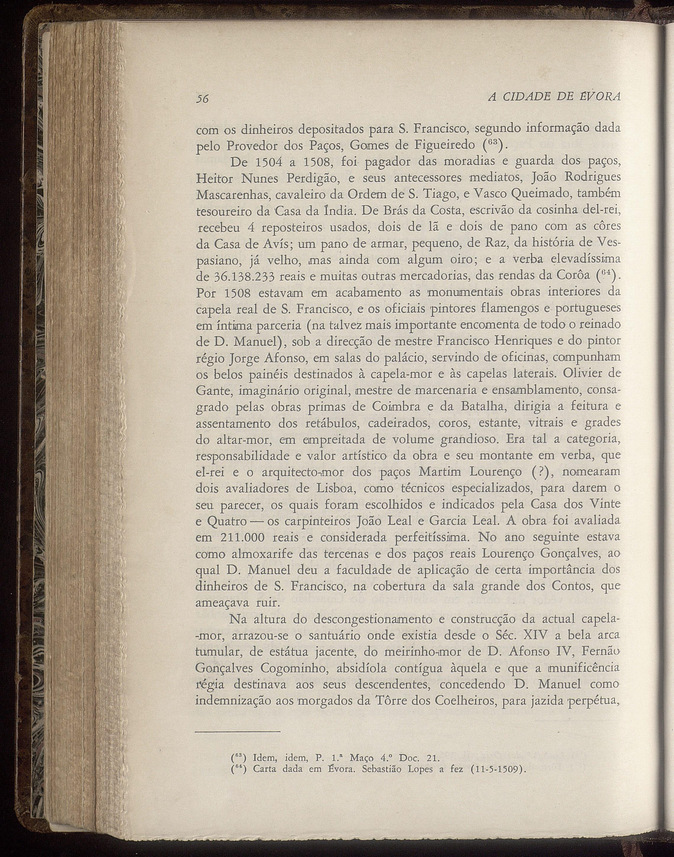 56
A CIDADE DE ÉVORA
com os dinheiros depositados para S. Francisco, segundo informação dada
pelo Provedor dos Paços, Gomes de Figueiredo (⁶³).
De 1504 a 1508, foi pagador das moradias e guarda dos paços,
Heitor Nunes Perdigão, e seus antecessores mediatos, João Rodrigues
Mascarenhas, cavaleiro da Ordem de S. Tiago, e Vasco Queimado, também
tesoureiro da Casa da Índia. De Brás da Costa, escrivão da cosinha del-rei,
recebeu 4 reposteiros usados, dois de lã e dois de pano com as côres
da Casa de Avís; um pano de armar, pequeno, de Raz, da história de Ves-
pasiano, já velho, mas ainda com algum oiro; e a verba elevadíssima
de 36.138.233 reais e muitas outras mercadorias, das rendas da Corôa (⁶⁴).
Por 1508 estavam em acabamento as monumentais obras interiores da
capela real de S. Francisco, e os oficiais pintores flamengos e portugueses
em íntima parceria (na talvez mais importante encomenta de todo o reinado
de D. Manuel), sob a direcção de mestre Francisco Henriques e do pintor
régio Jorge Afonso, em salas do palácio, servindo de oficinas, compunham
os belos painéis destinados à capela-mor e às capelas laterais. Olivier de
Gante, imaginário original, mestre de marcenaria e ensamblamento, consa-
grado pelas obras primas de Coimbra e da Batalha, dirigia a feitura e
assentamento dos retábulos, cadeirados, coros, estante, vitrais e grades
do altar-mor, em empreitada de volume grandioso. Era tal a categoria,
responsabilidade e valor artístico da obra e seu montante em verba, que
el-rei e o arquitecto-mor dos paços Martim Lourenço (?), nomearam
dois avaliadores de Lisboa, como técnicos especializados, para darem o
seu parecer, os quais foram escolhidos e indicados pela Casa dos Vinte
e Quatro — os carpinteiros João Leal e Garcia Leal. A obra foi avaliada
em 211.000 reais e considerada perfeitíssima. No ano seguinte estava
como almoxarife das tercenas e dos paços reais Lourenço Gonçalves, ao
qual D. Manuel deu a faculdade de aplicação de certa importância dos
dinheiros de S. Francisco, na cobertura da sala grande dos Contos, que
ameaçava ruir.
Na altura do descongestionamento e construcção da actual capela-
-mor, arrazou-se o santuário onde existia desde o Séc. XIV a bela arca
tumular, de estátua jacente, do meirinho-mor de D. Afonso IV, Fernão
Gonçalves Cogominho, absidíola contígua àquela e que a munificência
régia destinava aos seus descendentes, concedendo D. Manuel como
indemnização aos morgados da Tôrre dos Coelheiros, para jazida perpétua,
(⁶³) Idem, idem, P. 1.ª Maço 4.º Doc. 21.
(⁶⁴) Carta dada em Évora. Sebastião Lopes a fez (11-5-1509).